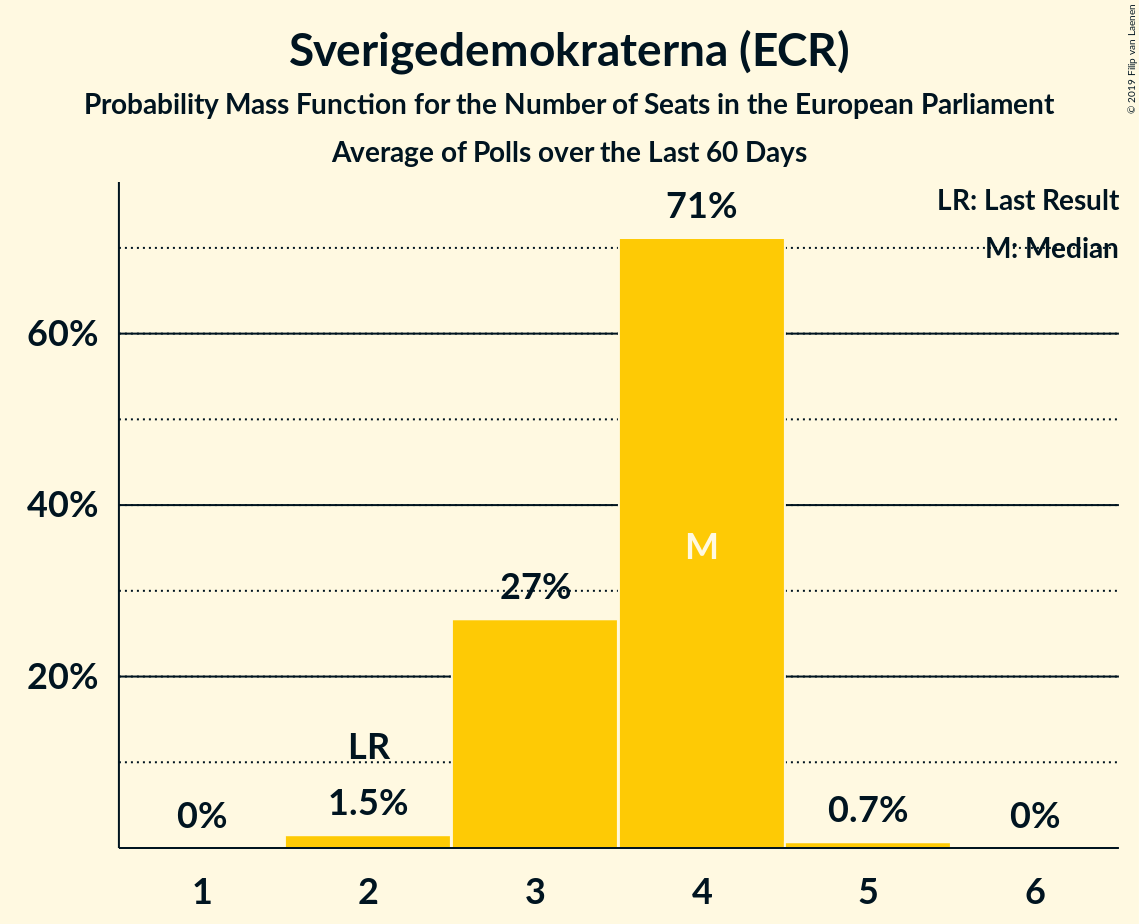 Sverigedemokraterna (ECR)
Probability Mass Function for the Number of Seats in the European Parliament
Average of Polls over the Last 60 Days
© 2019 Filip van Laenen
LR: Last Result
M: Median
71%
60%
40%
M
27%
20%
LR
1.5%
0%
0.7%
0%
1 2 3 4 5 6